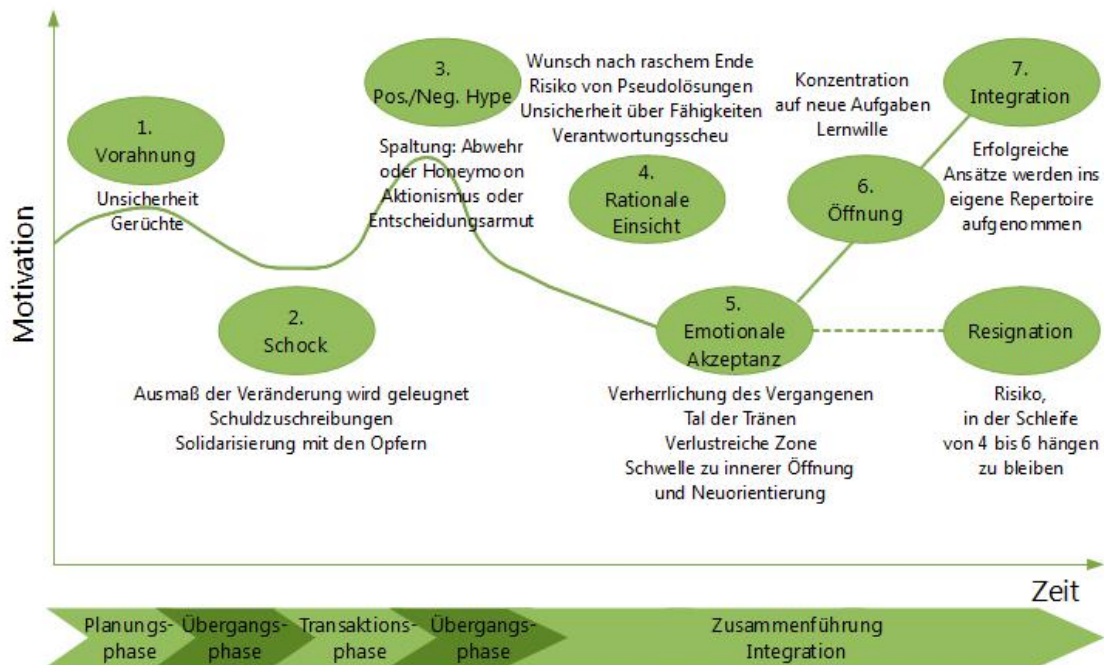 Motivation
1.
Vorahnung
Unsicherheit
Gerüchte
2.
Schock
Ausmaß der Veränderung wird geleugnet
Schuldzuschreibungen
Solidarisierung mit den Opfern
3.
Pos./Neg. Hype
Spaltung: Abwehr
oder Honeymoon
Aktionismus oder
Entscheidungsarmut
Wunsch nach raschem Ende
Risiko von Pseudolösungen
Unsicherheit über Fähigkeiten
Verantwortungsscheu
4.
Rationale
Einsicht
5.
Emotionale
Akzeptanz
Verherrlichung des Vergangenen
Tal der Tränen
Verlustreiche Zone
Schwelle zu innerer Öffnung
und Neuorientierung
Konzentration
auf neue Aufgaben
Lernwille
6.
Öffnung
7.
Integration
Erfolgreiche
Ansätze werden ins
eigene Repertoire
aufgenommen
Resignation
Risiko,
in der Schleife
von 4 bis 6 hängen
zu bleiben
Zeit
Planungs-
phase
Übergangs-
phase
Transaktions-
phase
Übergangs-
phase
Zusammenführung
Integration